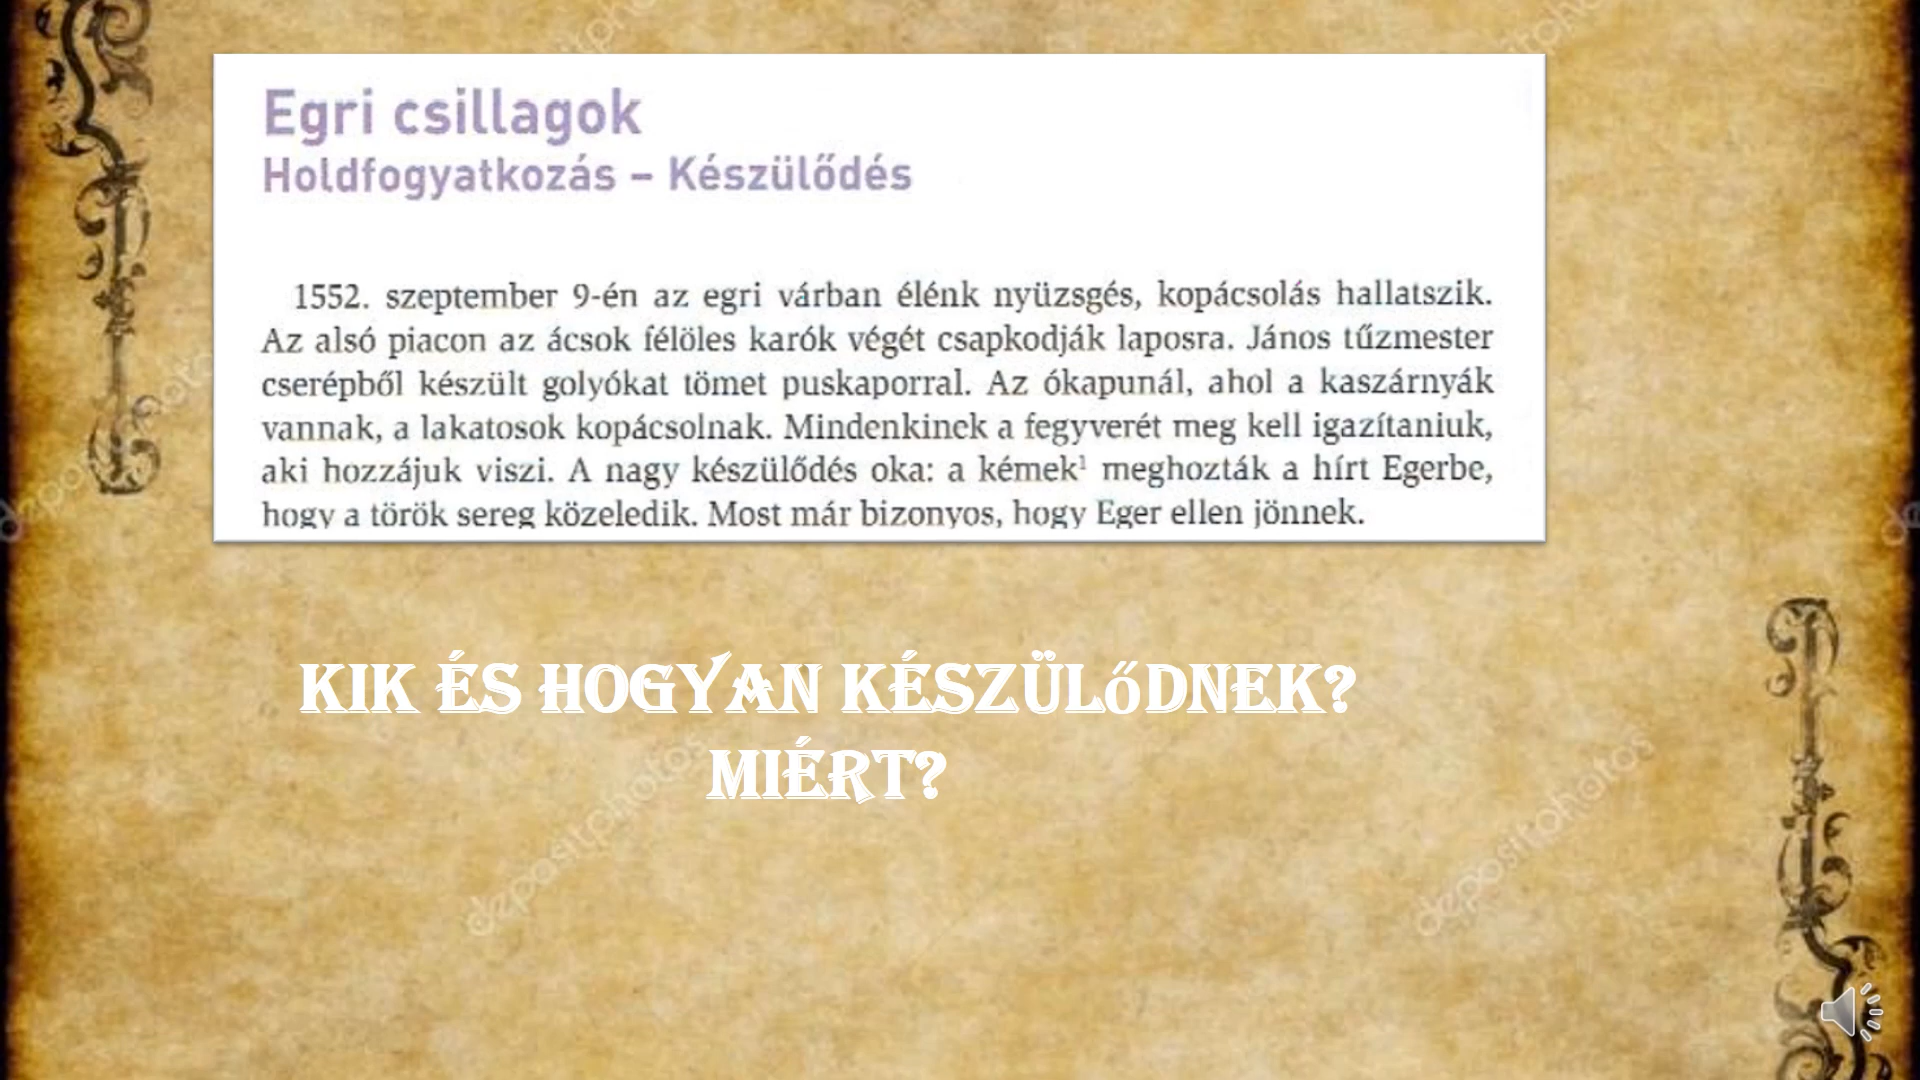 Egri csillagok
Holdfogyatkozás – Készülődés
1552. szeptember 9-én az egri várban élénk nyüzsgés, kopácsolás hallatszik.
Az alsó piacon az ácsok félöles karók végét csapkodják laposra. János tűzmester
cserépből készült golyókat tömet puskaporral. Az ókapunál, ahol a kaszárnyák
vannak, a lakatosok kopácsolnak. Mindenkinek a fegyverét meg kell igazítaniuk,
aki hozzájuk viszi. A nagy készülődés oka: a kémek¹ meghozták a hírt Egerbe,
hogy a török sereg közeledik. Most már bizonyos, hogy Eger ellen jönnek.
KIK ÉS HOGYAN KÉSZÜLŐDNEK?
MIÉRT?
depositphotos
depositphotos